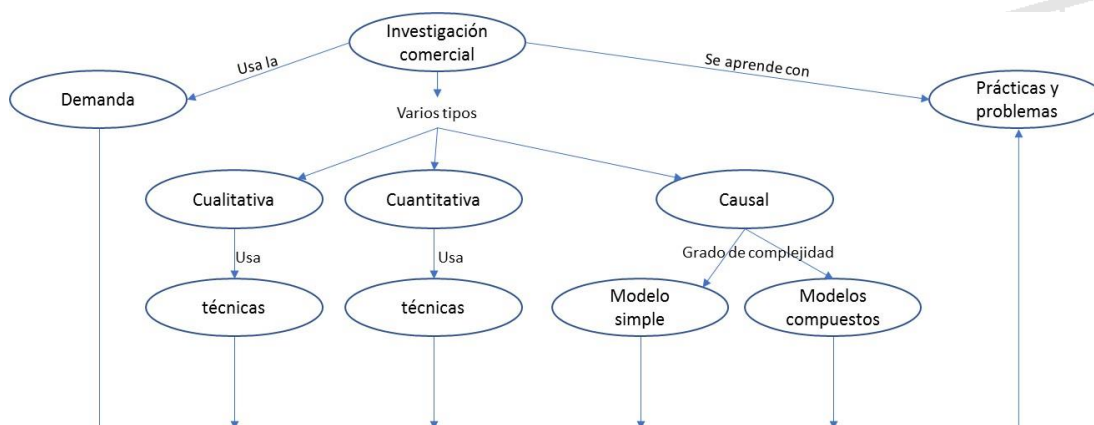 Investigación
comercial
Usa la
Se aprende con
Demanda
Prácticas y
problemas
Varios tipos
Cualitativa
Cuantitativa
Causal
Grado de complejidad
Usa
Usa
técnicas
técnicas
Modelo
simple
Modelos
compuestos